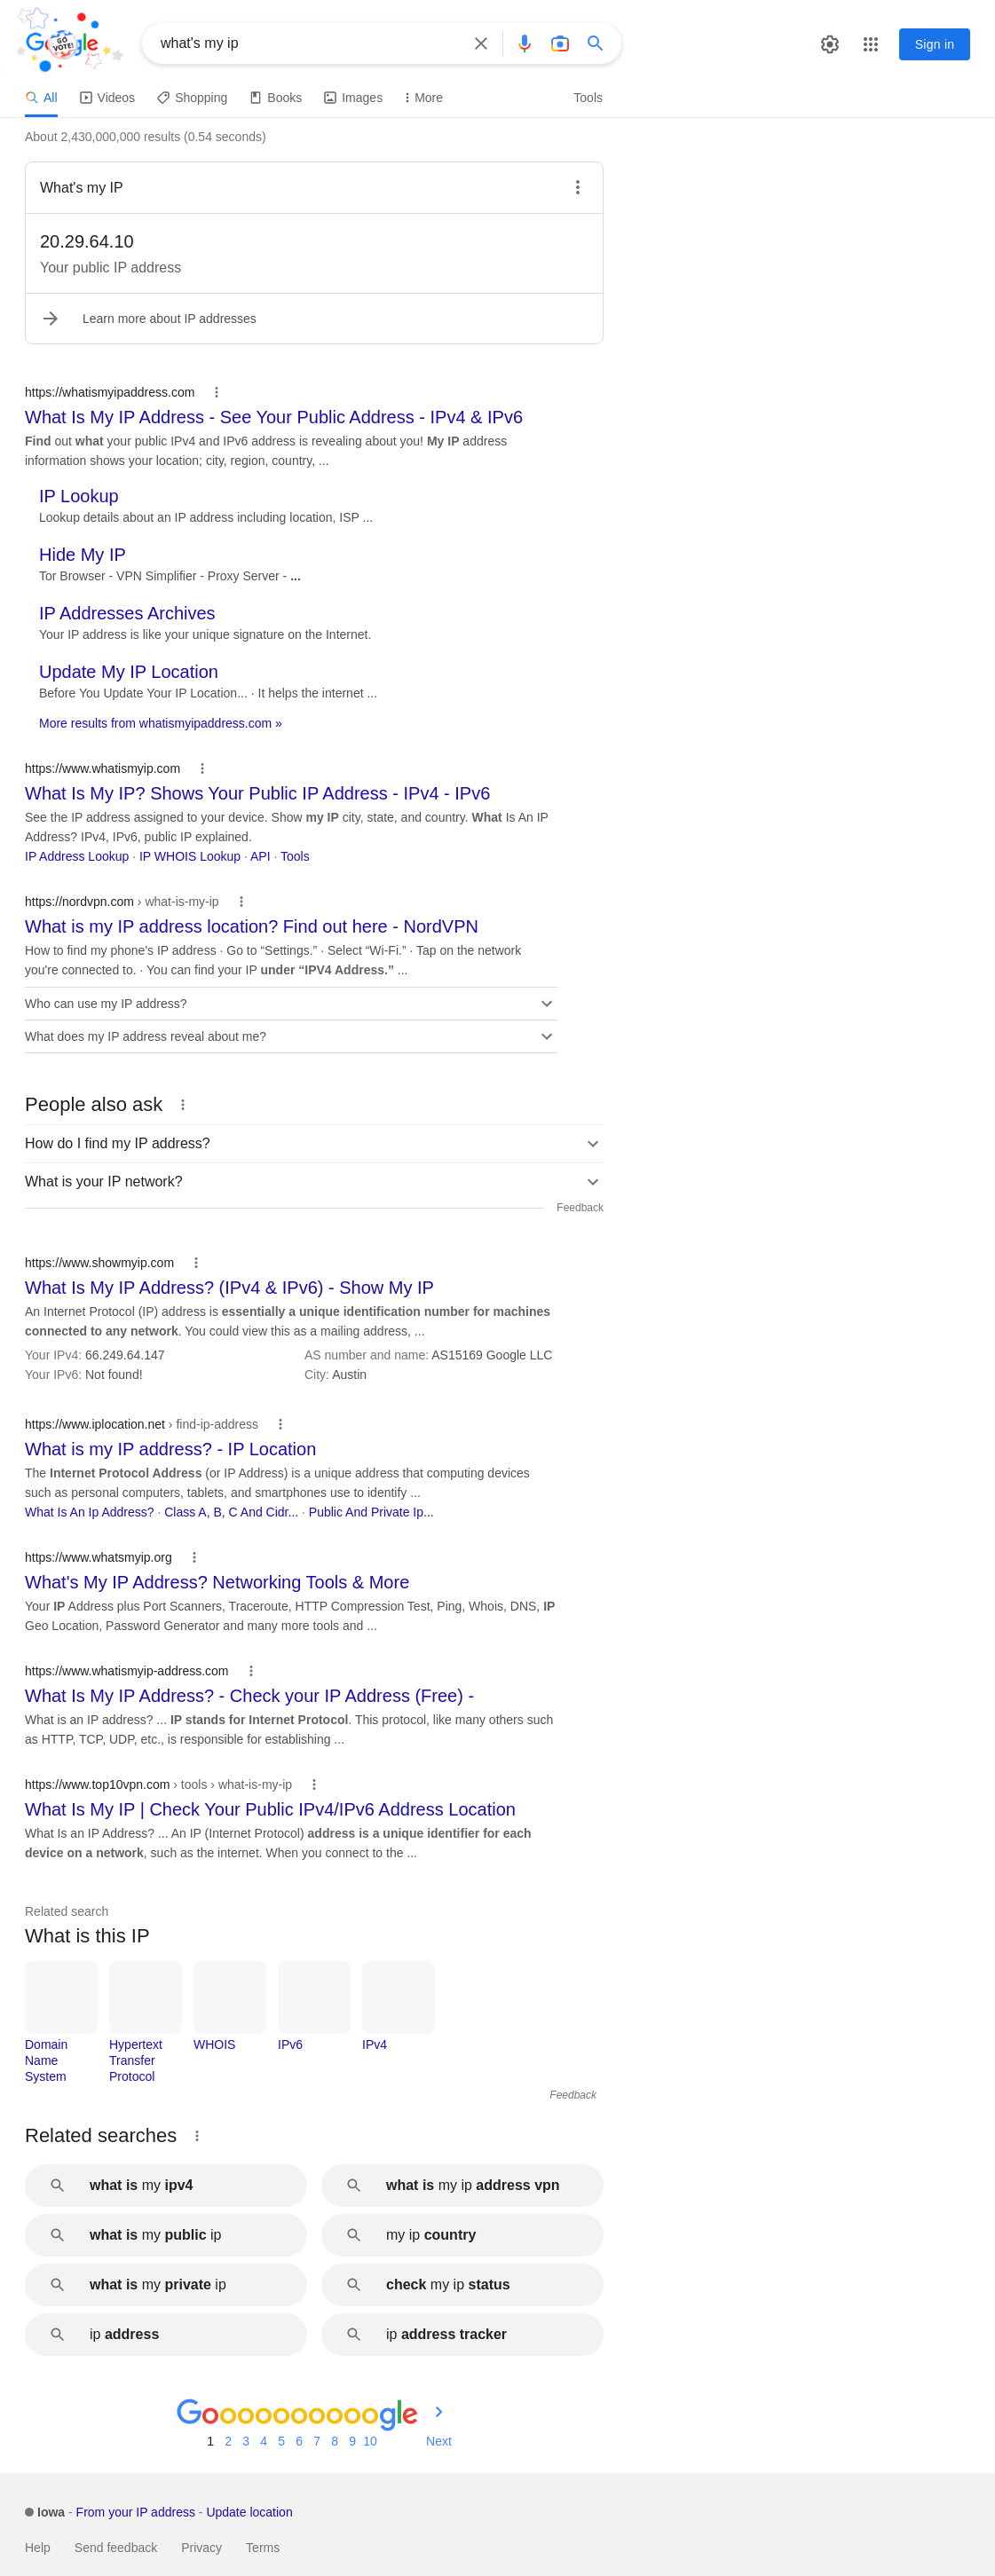 Google
GO VOTE!
what's my ip
Sign in
All
Videos
Shopping
Books
Images
More
Tools
About 2,430,000,000 results (0.54 seconds)
What's my IP
20.29.64.10
Your public IP address
Learn more about IP addresses
https://whatismyipaddress.com
What Is My IP Address - See Your Public Address - IPv4 & IPv6
Find out what your public IPv4 and IPv6 address is revealing about you! My IP address
information shows your location; city, region, country, ...
IP Lookup
Lookup details about an IP address including location, ISP ...
Hide My IP
Tor Browser - VPN Simplifier - Proxy Server - ...
IP Addresses Archives
Your IP address is like your unique signature on the Internet.
Update My IP Location
Before You Update Your IP Location... · It helps the internet ...
More results from whatismyipaddress.com »
https://www.whatismyip.com
What Is My IP? Shows Your Public IP Address - IPv4 - IPv6
See the IP address assigned to your device. Show my IP city, state, and country. What Is An IP
Address? IPv4, IPv6, public IP explained.
IP Address Lookup · IP WHOIS Lookup · API · Tools
https://nordvpn.com › what-is-my-ip
What is my IP address location? Find out here - NordVPN
How to find my phone's IP address · Go to “Settings.” · Select “Wi-Fi.” · Tap on the network
you're connected to. · You can find your IP under “IPV4 Address.” ...
Who can use my IP address?
What does my IP address reveal about me?
People also ask
How do I find my IP address?
What is your IP network?
Feedback
https://www.showmyip.com
What Is My IP Address? (IPv4 & IPv6) - Show My IP
An Internet Protocol (IP) address is essentially a unique identification number for machines
connected to any network. You could view this as a mailing address, ...
Your IPv4: 66.249.64.147 AS number and name: AS15169 Google LLC
Your IPv6: Not found! City: Austin
https://www.iplocation.net › find-ip-address
What is my IP address? - IP Location
The Internet Protocol Address (or IP Address) is a unique address that computing devices
such as personal computers, tablets, and smartphones use to identify ...
What Is An Ip Address? · Class A, B, C And Cidr... · Public And Private Ip...
https://www.whatsmyip.org
What's My IP Address? Networking Tools & More
Your IP Address plus Port Scanners, Traceroute, HTTP Compression Test, Ping, Whois, DNS, IP
Geo Location, Password Generator and many more tools and ...
https://www.whatismyip-address.com
What Is My IP Address? - Check your IP Address (Free) -
What is an IP address? ... IP stands for Internet Protocol. This protocol, like many others such
as HTTP, TCP, UDP, etc., is responsible for establishing ...
https://www.top10vpn.com › tools › what-is-my-ip
What Is My IP | Check Your Public IPv4/IPv6 Address Location
What Is an IP Address? ... An IP (Internet Protocol) address is a unique identifier for each
device on a network, such as the internet. When you connect to the ...
Related search
What is this IP
Domain
Name
System
Hypertext
Transfer
Protocol
WHOIS
IPv6
IPv4
Feedback
Related searches
what is my ipv4
what is my ip address vpn
what is my public ip
my ip country
what is my private ip
check my ip status
ip address
ip address tracker
Goooooooooogle
1 2 3 4 5 6 7 8 9 10 Next
Iowa - From your IP address - Update location
Help Send feedback Privacy Terms